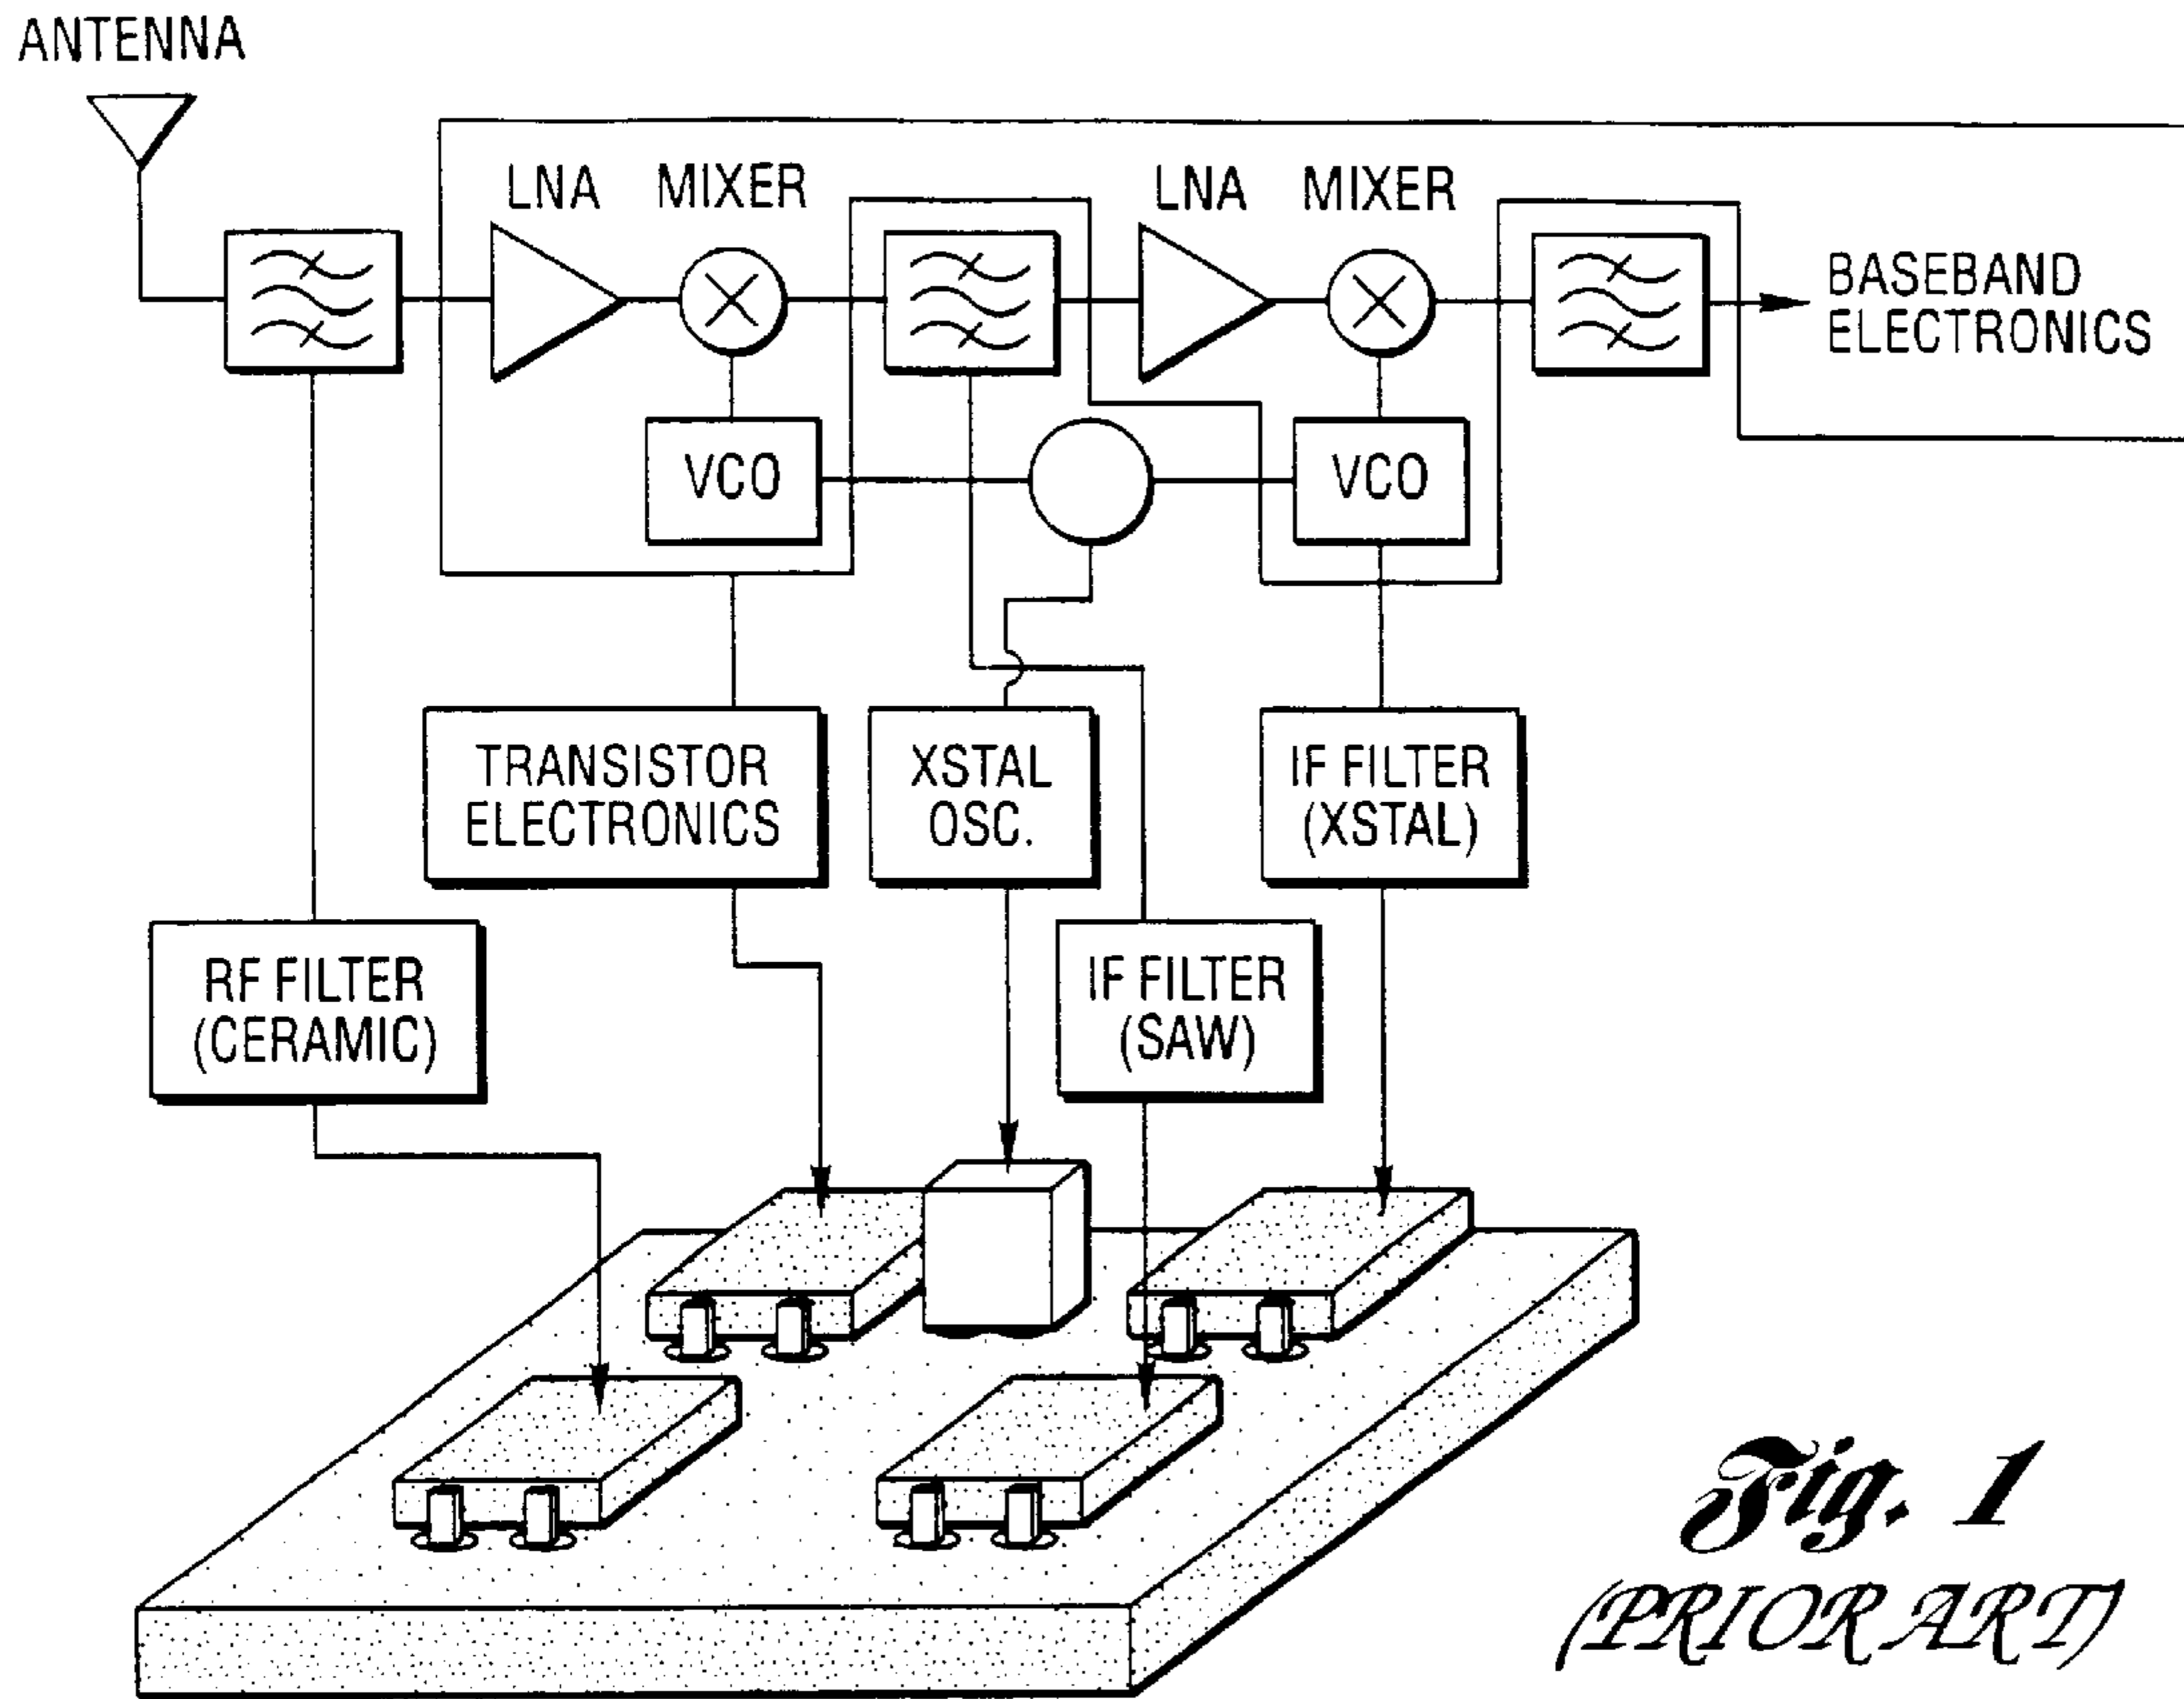 ANTENNA
LNA MIXER LNA MIXER
BASEBAND
ELECTRONICS
VCO VCO
TRANSISTOR
ELECTRONICS
XSTAL
OSC.
IF FILTER
(XSTAL)
RF FILTER
(CERAMIC)
IF FILTER
(SAW)
Fig. 1
(PRIOR ART)